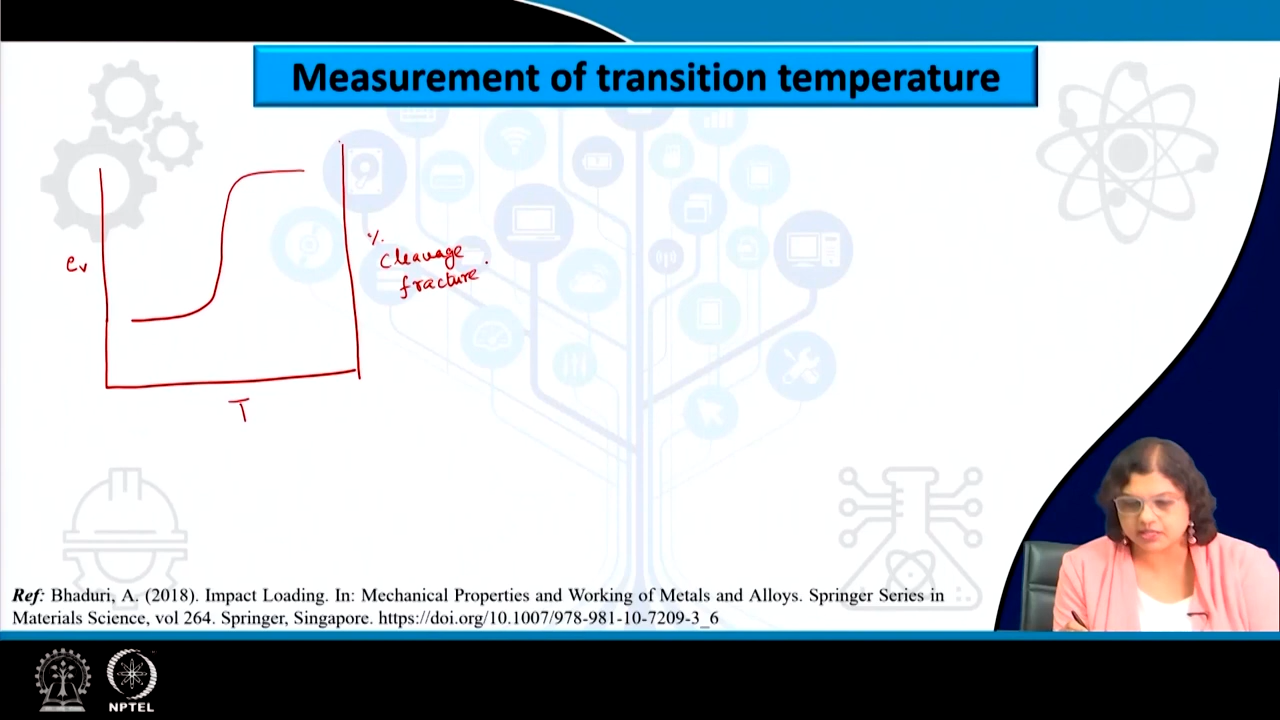 Measurement of transition temperature
ev
%
cleavage
fracture.
T
Ref: Bhaduri, A. (2018). Impact Loading. In: Mechanical Properties and Working of Metals and Alloys. Springer Series in
Materials Science, vol 264. Springer, Singapore. https://doi.org/10.1007/978-981-10-7209-3_6
NPTEL